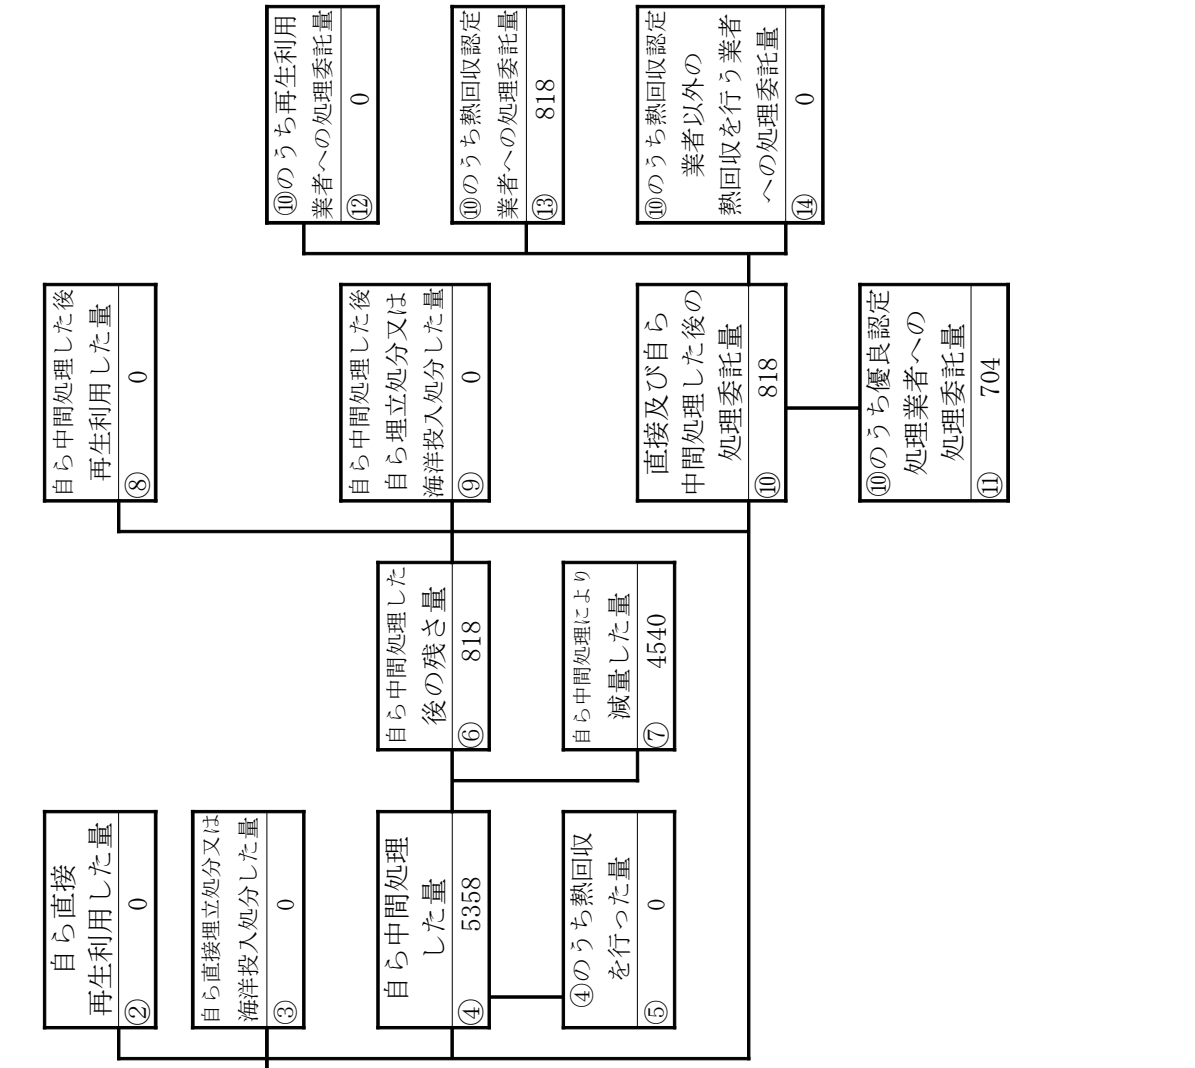 自ら直接
再生利用した量
②
0
自ら直接埋立処分又は
海洋投入処分した量
③
0
自ら中間処理
した量
④
5358
④のうち熱回収
を行った量
⑤
0
自ら中間処理した
後の残さ量
⑥
818
自ら中間処理により
減量した量
⑦
4540
自ら中間処理した後
再生利用した量
⑧
0
自ら中間処理した後
自ら埋立処分又は
海洋投入処分した量
⑨
0
直接及び自ら
中間処理した後の
処理委託量
⑩
818
⑩のうち優良認定
処理業者への
処理委託量
⑪
704
⑩のうち再生利用
業者への処理委託量
⑫
0
⑩のうち熱回収認定
業者への処理委託量
⑬
818
⑩のうち熱回収認定
業者以外の
熱回収を行う業者
への処理委託量
⑭
0